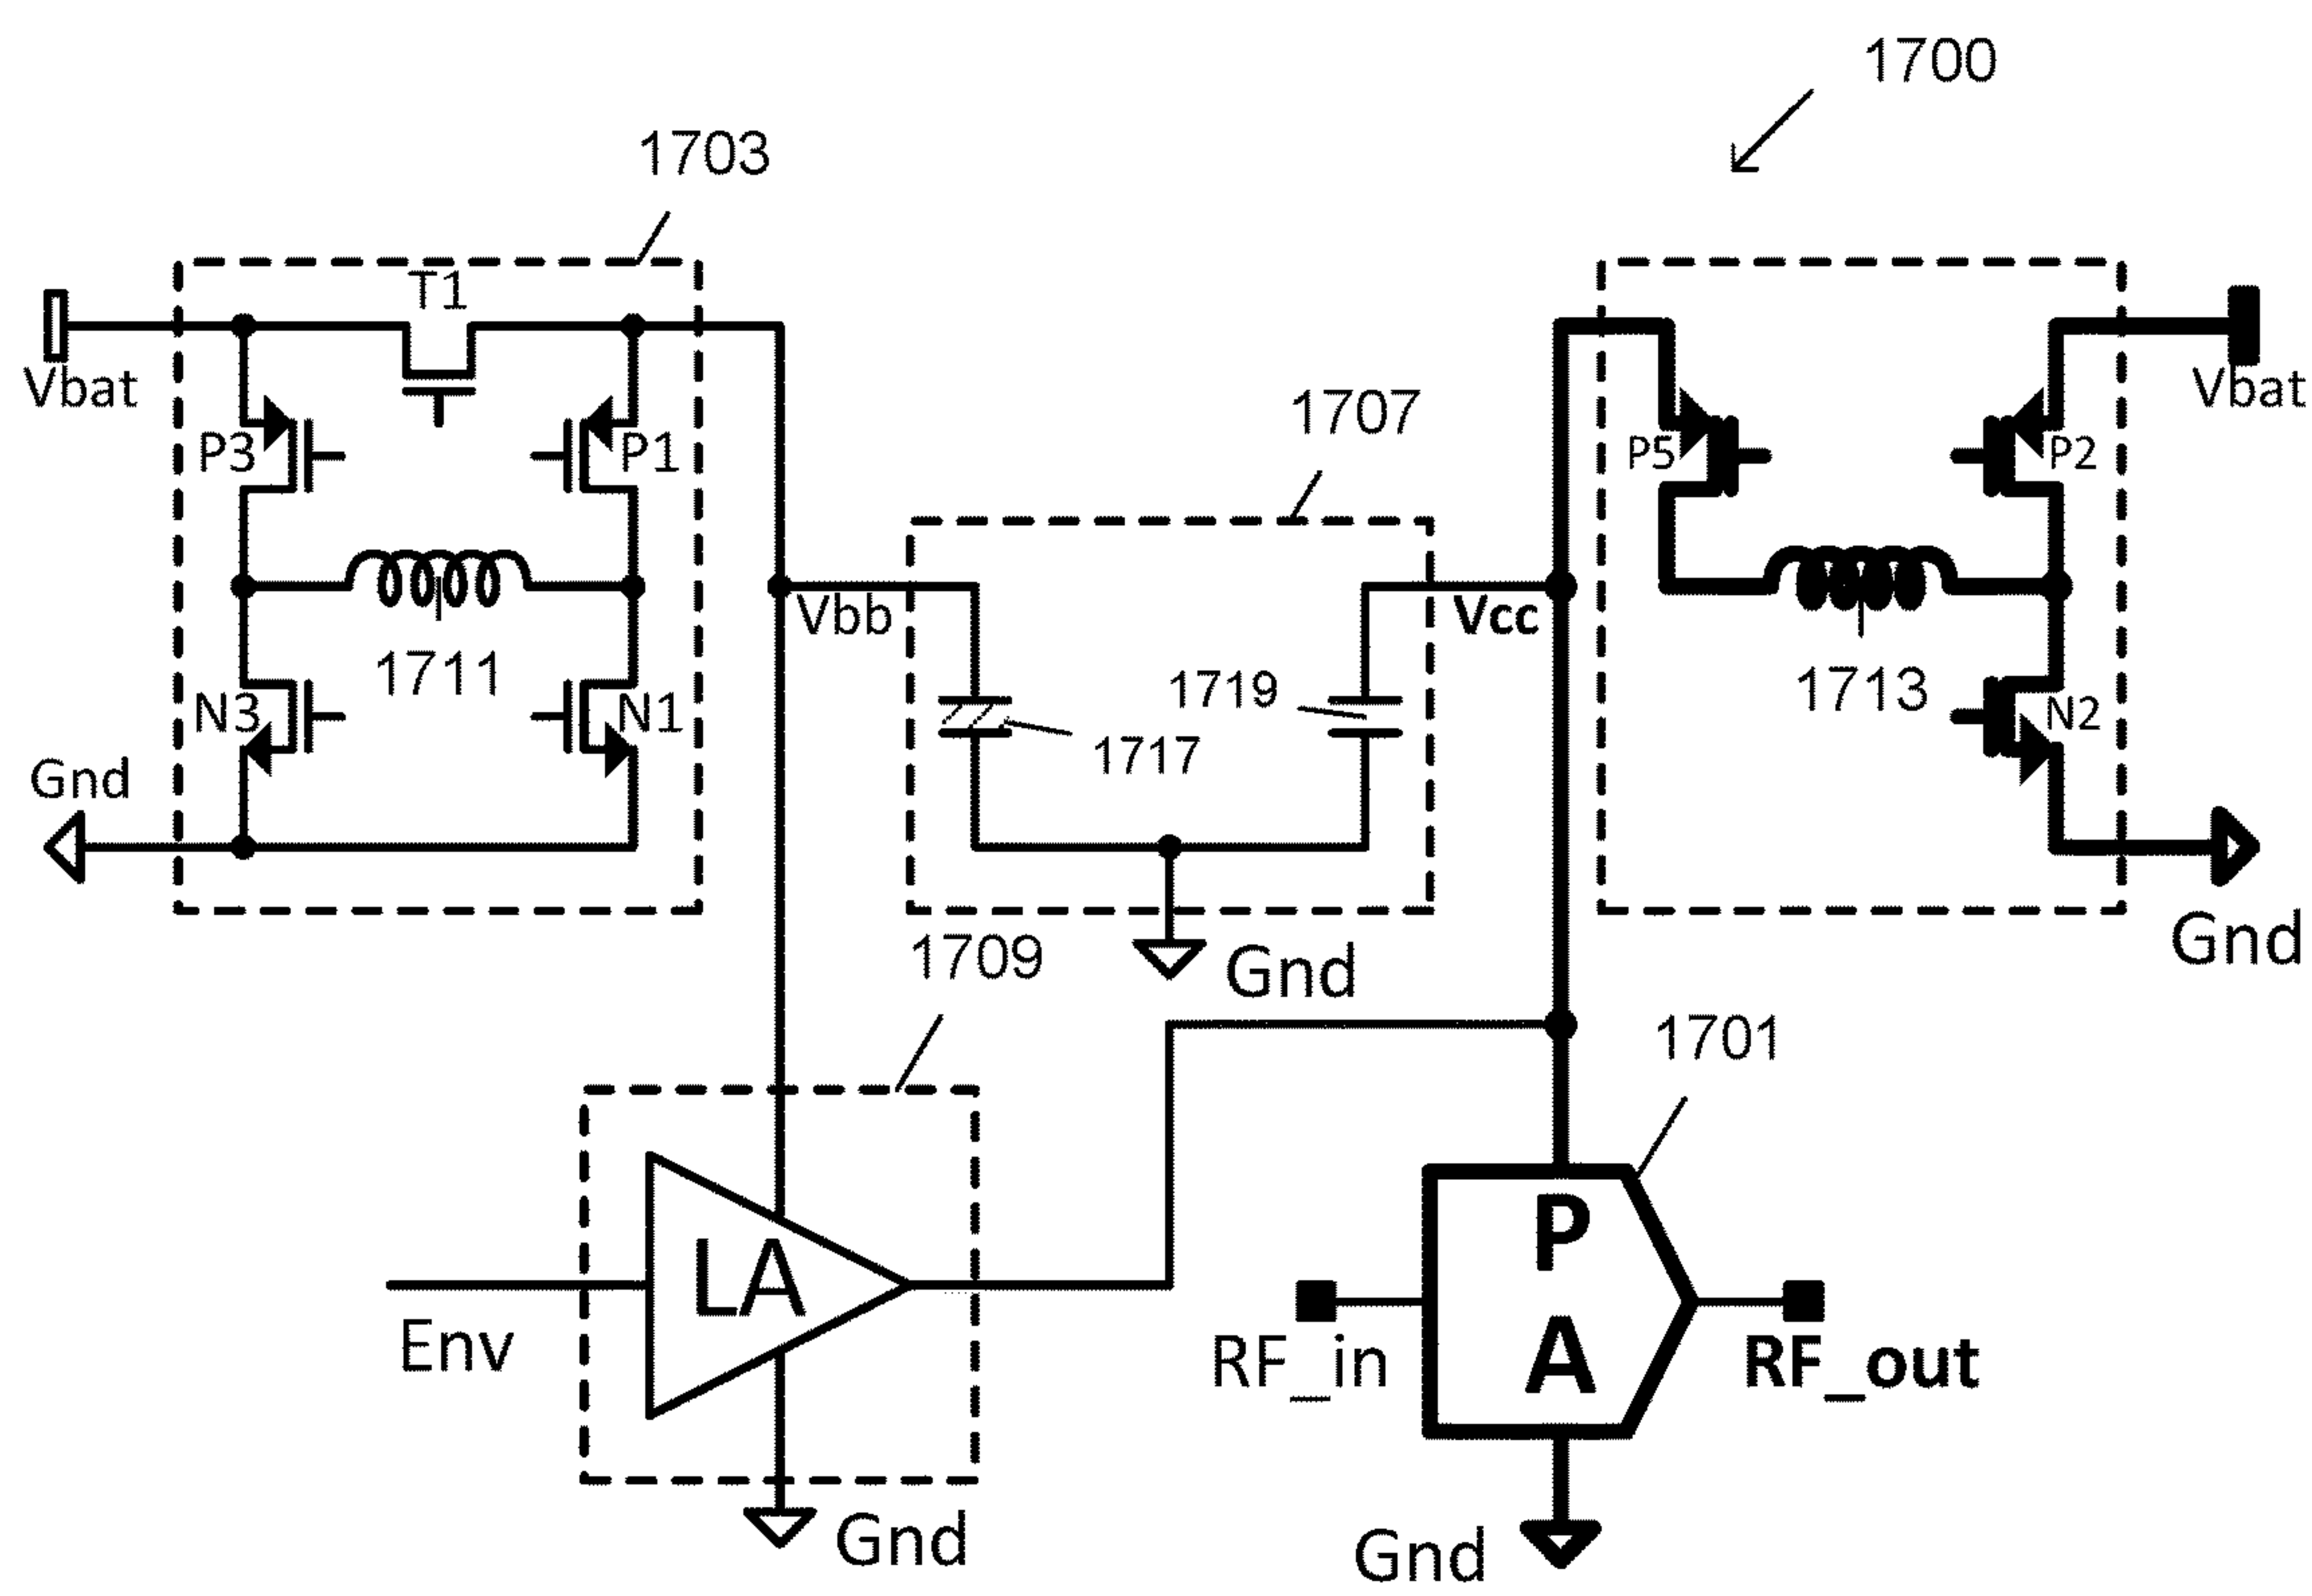 1700
1703
T1
Vbat
P3
P1
1707
P5
P2
Vbat
Vbb
Vcc
1711
1719
1713
N3
N1
1717
N2
Gnd
1709
Gnd
Gnd
1701
LA
P
A
Env
RF_in
RF_out
Gnd
Gnd